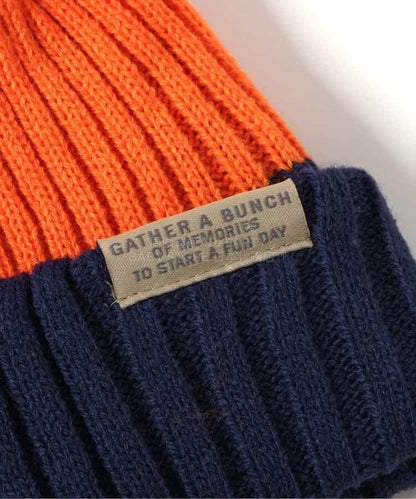 GATHER A BUNCH
OF MEMORIES
TO START A FUN DAY